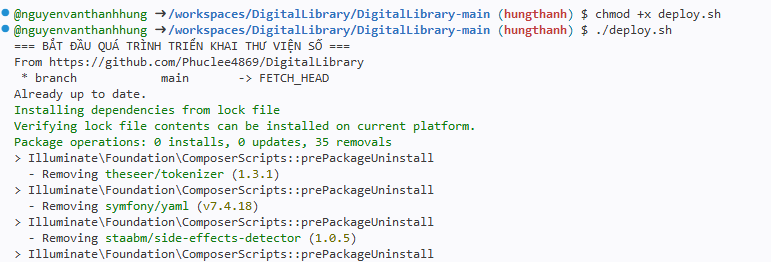 @nguyenvanthanhhung ➜/workspaces/DigitalLibrary/DigitalLibrary-main (hungthanh) $ chmod +x deploy.sh
@nguyenvanthanhhung ➜/workspaces/DigitalLibrary/DigitalLibrary-main (hungthanh) $ ./deploy.sh
=== BẮT ĐẦU QUÁ TRÌNH TRIỂN KHAI THƯ VIỆN SỐ ===
From https://github.com/Phuclee4869/DigitalLibrary
 * branch            main       -> FETCH_HEAD
Already up to date.
Installing dependencies from lock file
Verifying lock file contents can be installed on current platform.
Package operations: 0 installs, 0 updates, 35 removals
> Illuminate\Foundation\ComposerScripts::prePackageUninstall
  - Removing theseer/tokenizer (1.3.1)
> Illuminate\Foundation\ComposerScripts::prePackageUninstall
  - Removing symfony/yaml (v7.4.18)
> Illuminate\Foundation\ComposerScripts::prePackageUninstall
  - Removing staabm/side-effects-detector (1.0.5)
> Illuminate\Foundation\ComposerScripts::prePackageUninstall